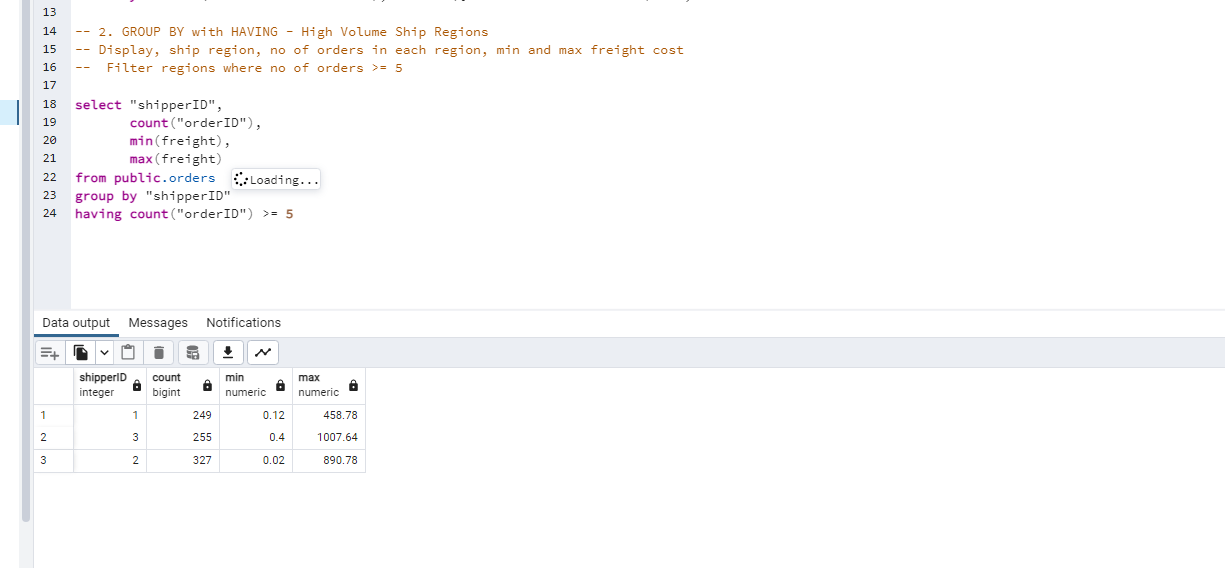 13
14 -- 2. GROUP BY with HAVING - High Volume Ship Regions
15 -- Display, ship region, no of orders in each region, min and max freight cost
16 --  Filter regions where no of orders >= 5
17
18 select "shipperID",
19        count("orderID"),
20        min(freight),
21        max(freight)
22 from public.orders Loading...
23 group by "shipperID"
24 having count("orderID") >= 5
Data output Messages Notifications
shipperID count min max
integer bigint numeric numeric
1 1 249 0.12 458.78
2 3 255 0.4 1007.64
3 2 327 0.02 890.78